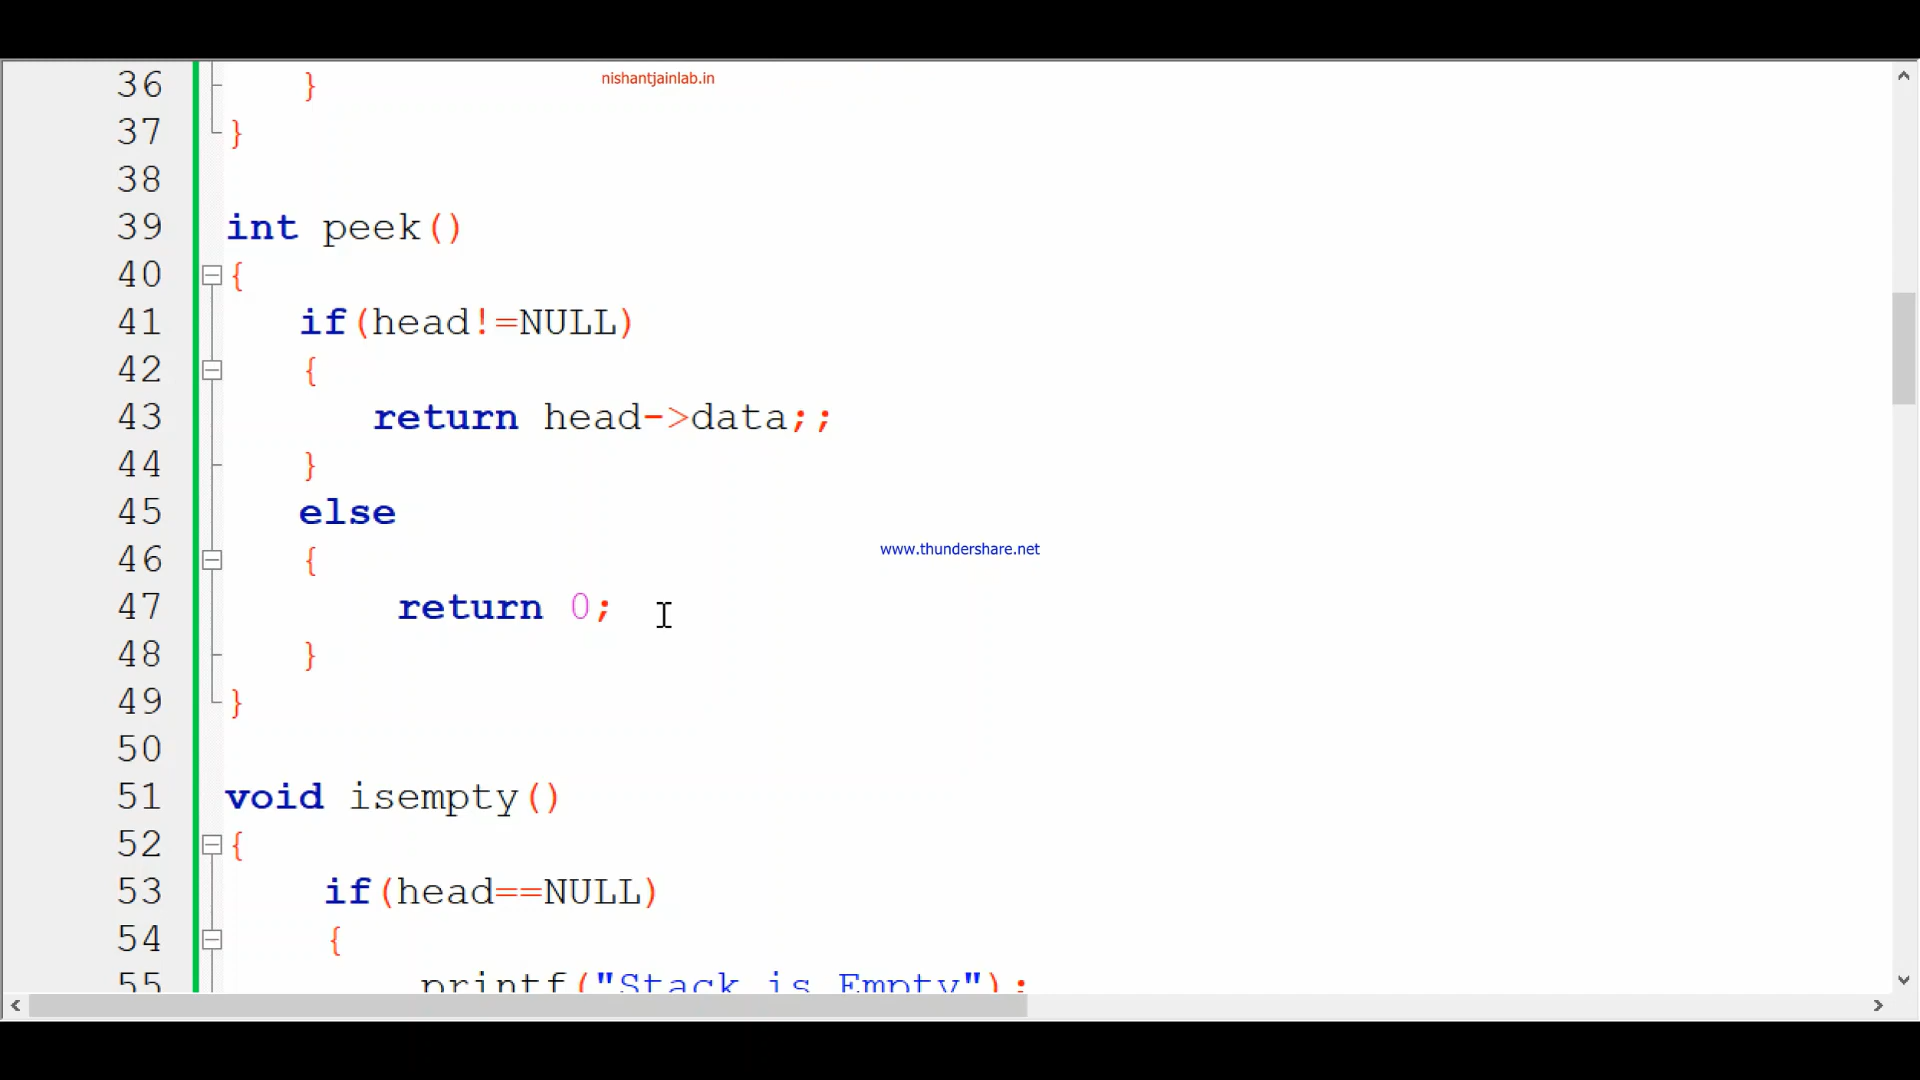 nishantjainlab.in
36 }
37 }
38
39 int peek()
40 {
41 if(head!=NULL)
42 {
43 return head->data;;
44 }
45 else
46 {
www.thundershare.net
47 return 0;
48 }
49 }
50
51 void isempty()
52 {
53 if(head==NULL)
54 {
55 printf("Stack is Empty");